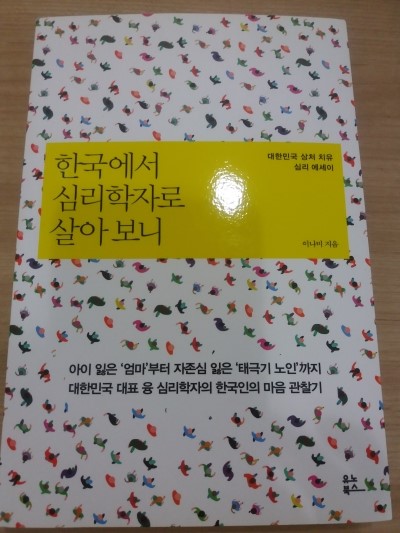 한국에서
심리학자로
살아 보니
대한민국 상처 치유
심리 에세이
이나미 지음
아이 잃은 '엄마'부터 자존심 잃은 '태극기 노인'까지
대한민국 대표 융 심리학자의 한국인의 마음 관찰기
유노
북스